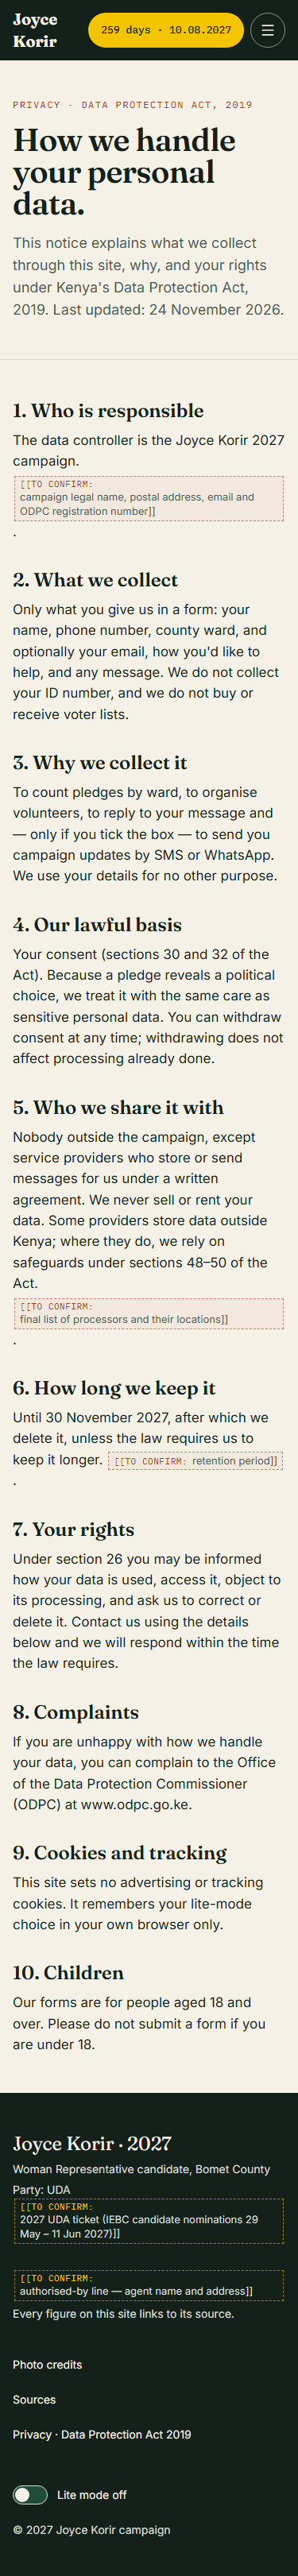 Joyce
Korir
259 days · 10.08.2027
PRIVACY · DATA PROTECTION ACT, 2019
How we handle
your personal
data.
This notice explains what we collect
through this site, why, and your rights
under Kenya's Data Protection Act,
2019. Last updated: 24 November 2026.
1. Who is responsible
The data controller is the Joyce Korir 2027
campaign.
[[TO CONFIRM:
campaign legal name, postal address, email and
ODPC registration number]]
.
2. What we collect
Only what you give us in a form: your
name, phone number, county ward, and
optionally your email, how you'd like to
help, and any message. We do not collect
your ID number, and we do not buy or
receive voter lists.
3. Why we collect it
To count pledges by ward, to organise
volunteers, to reply to your message and
— only if you tick the box — to send you
campaign updates by SMS or WhatsApp.
We use your details for no other purpose.
4. Our lawful basis
Your consent (sections 30 and 32 of the
Act). Because a pledge reveals a political
choice, we treat it with the same care as
sensitive personal data. You can withdraw
consent at any time; withdrawing does not
affect processing already done.
5. Who we share it with
Nobody outside the campaign, except
service providers who store or send
messages for us under a written
agreement. We never sell or rent your
data. Some providers store data outside
Kenya; where they do, we rely on
safeguards under sections 48–50 of the
Act.
[[TO CONFIRM:
final list of processors and their locations]]
.
6. How long we keep it
Until 30 November 2027, after which we
delete it, unless the law requires us to
keep it longer. [[TO CONFIRM: retention period]]
.
7. Your rights
Under section 26 you may be informed
how your data is used, access it, object to
its processing, and ask us to correct or
delete it. Contact us using the details
below and we will respond within the time
the law requires.
8. Complaints
If you are unhappy with how we handle
your data, you can complain to the Office
of the Data Protection Commissioner
(ODPC) at www.odpc.go.ke.
9. Cookies and tracking
This site sets no advertising or tracking
cookies. It remembers your lite-mode
choice in your own browser only.
10. Children
Our forms are for people aged 18 and
over. Please do not submit a form if you
are under 18.
Joyce Korir · 2027
Woman Representative candidate, Bomet County
Party: UDA
[[TO CONFIRM:
2027 UDA ticket (IEBC candidate nominations 29
May – 11 Jun 2027)]]
[[TO CONFIRM:
authorised-by line — agent name and address]]
Every figure on this site links to its source.
Photo credits
Sources
Privacy · Data Protection Act 2019
Lite mode off
© 2027 Joyce Korir campaign